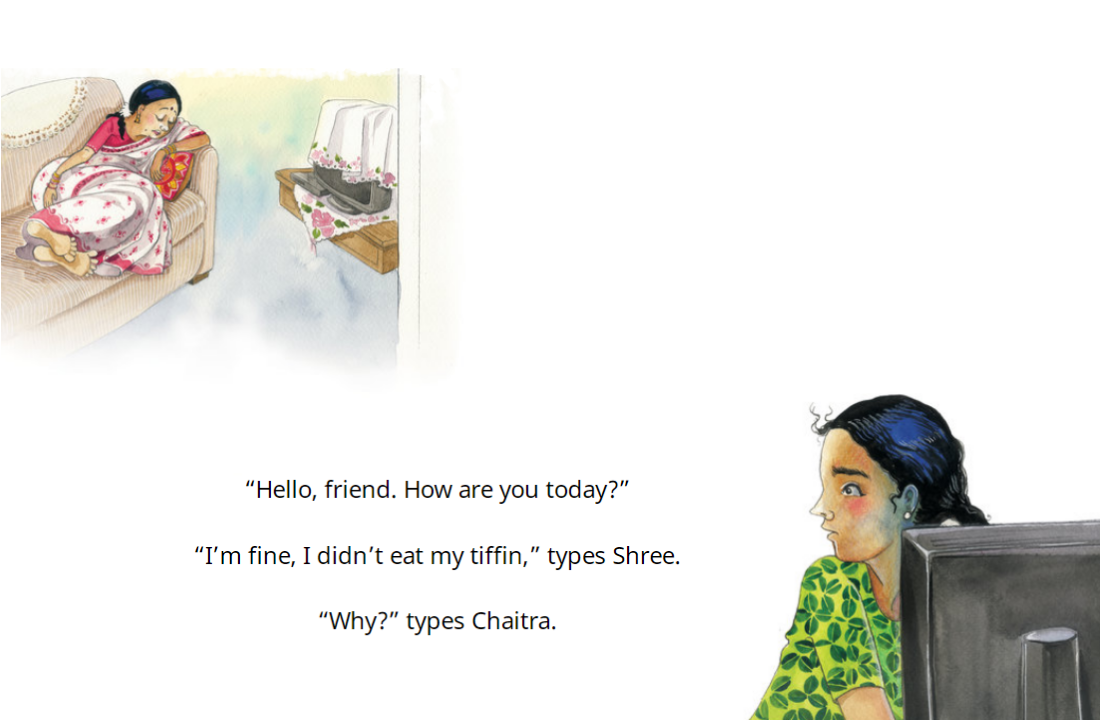 “Hello, friend. How are you today?”
“I’m fine, I didn’t eat my tiffin,” types Shree.
“Why?” types Chaitra.